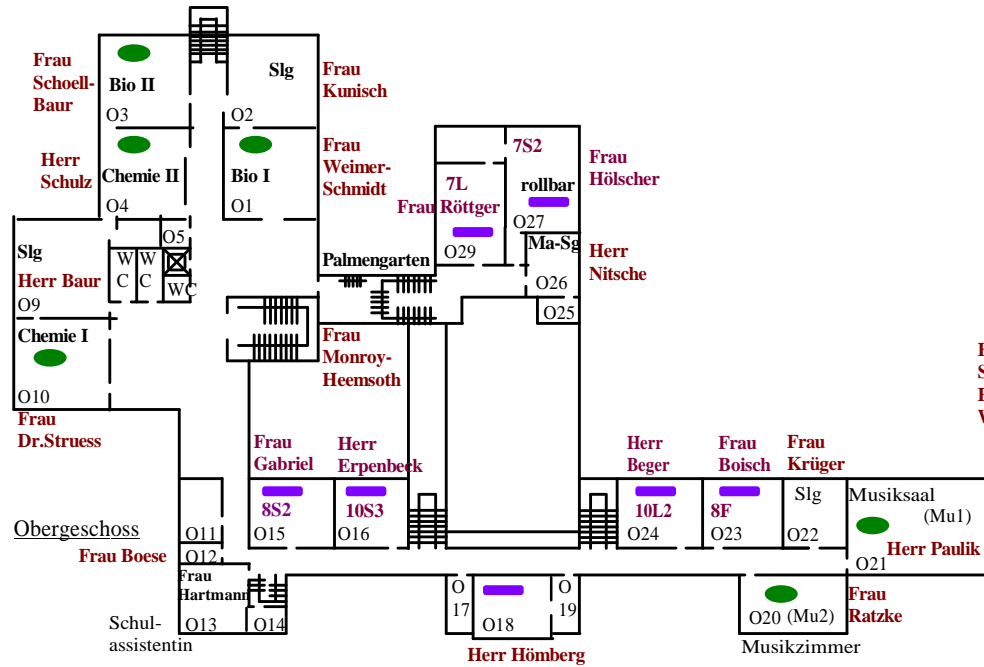 Frau
Schoell-
Baur
Bio II
O3
Slg
O2
Frau
Kunisch
Herr
Schulz
Chemie II
O4
Bio I
O1
Frau
Weimer-
Schmidt
O5
W
C
W
C
WC
Slg
Herr Baur
O9
Chemie I
O10
Frau
Dr.Struess
Palmengarten
7S2
7L
Frau Röttger
O29
rollbar
O27
Frau
Hölscher
Ma-Sg
O26
O25
Herr
Nitsche
Frau
Monroy-
Heemsoth
Frau
Gabriel
8S2
O15
Herr
Erpenbeck
10S3
O16
Herr
Beger
10L2
O24
Frau
Boisch
8F
O23
Frau
Krüger
Slg
O22
Musiksaal
(Mu1)
Herr Paulik
O21
Obergeschoss
O11
O12
Frau Boese
Frau
Hartmann
O13
O14
Schul-
assistentin
O
17
O18
O
19
Herr Hömberg
O20 (Mu2)
Musikzimmer
Frau
Ratzke